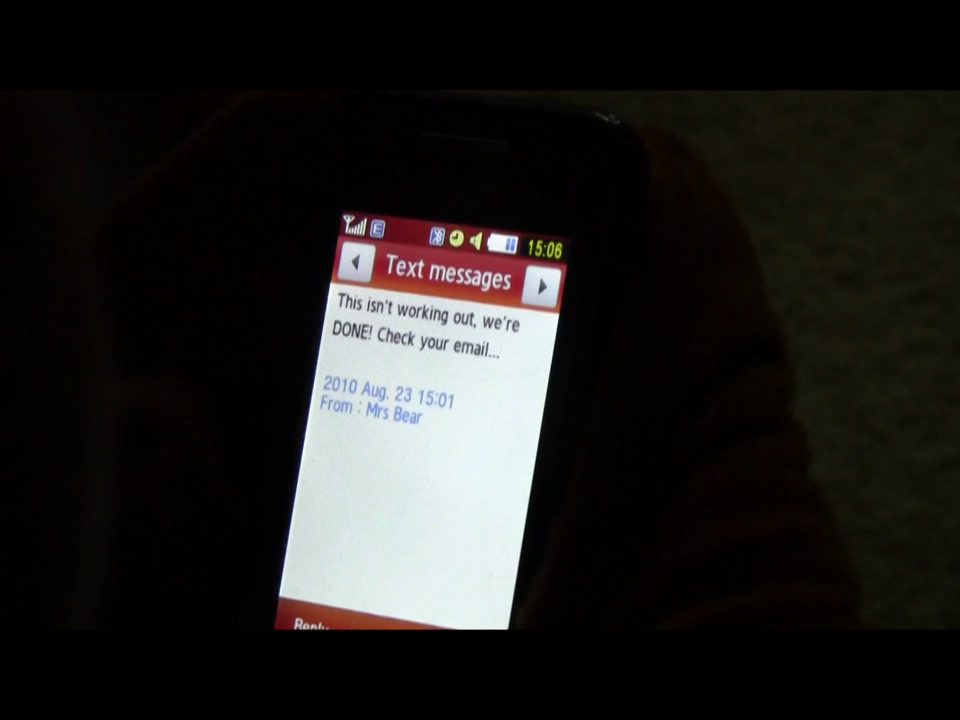 E 15:06
Text messages
This isn't working out, we're
DONE! Check your email...
2010 Aug. 23 15:01
From : Mrs Bear
Reply